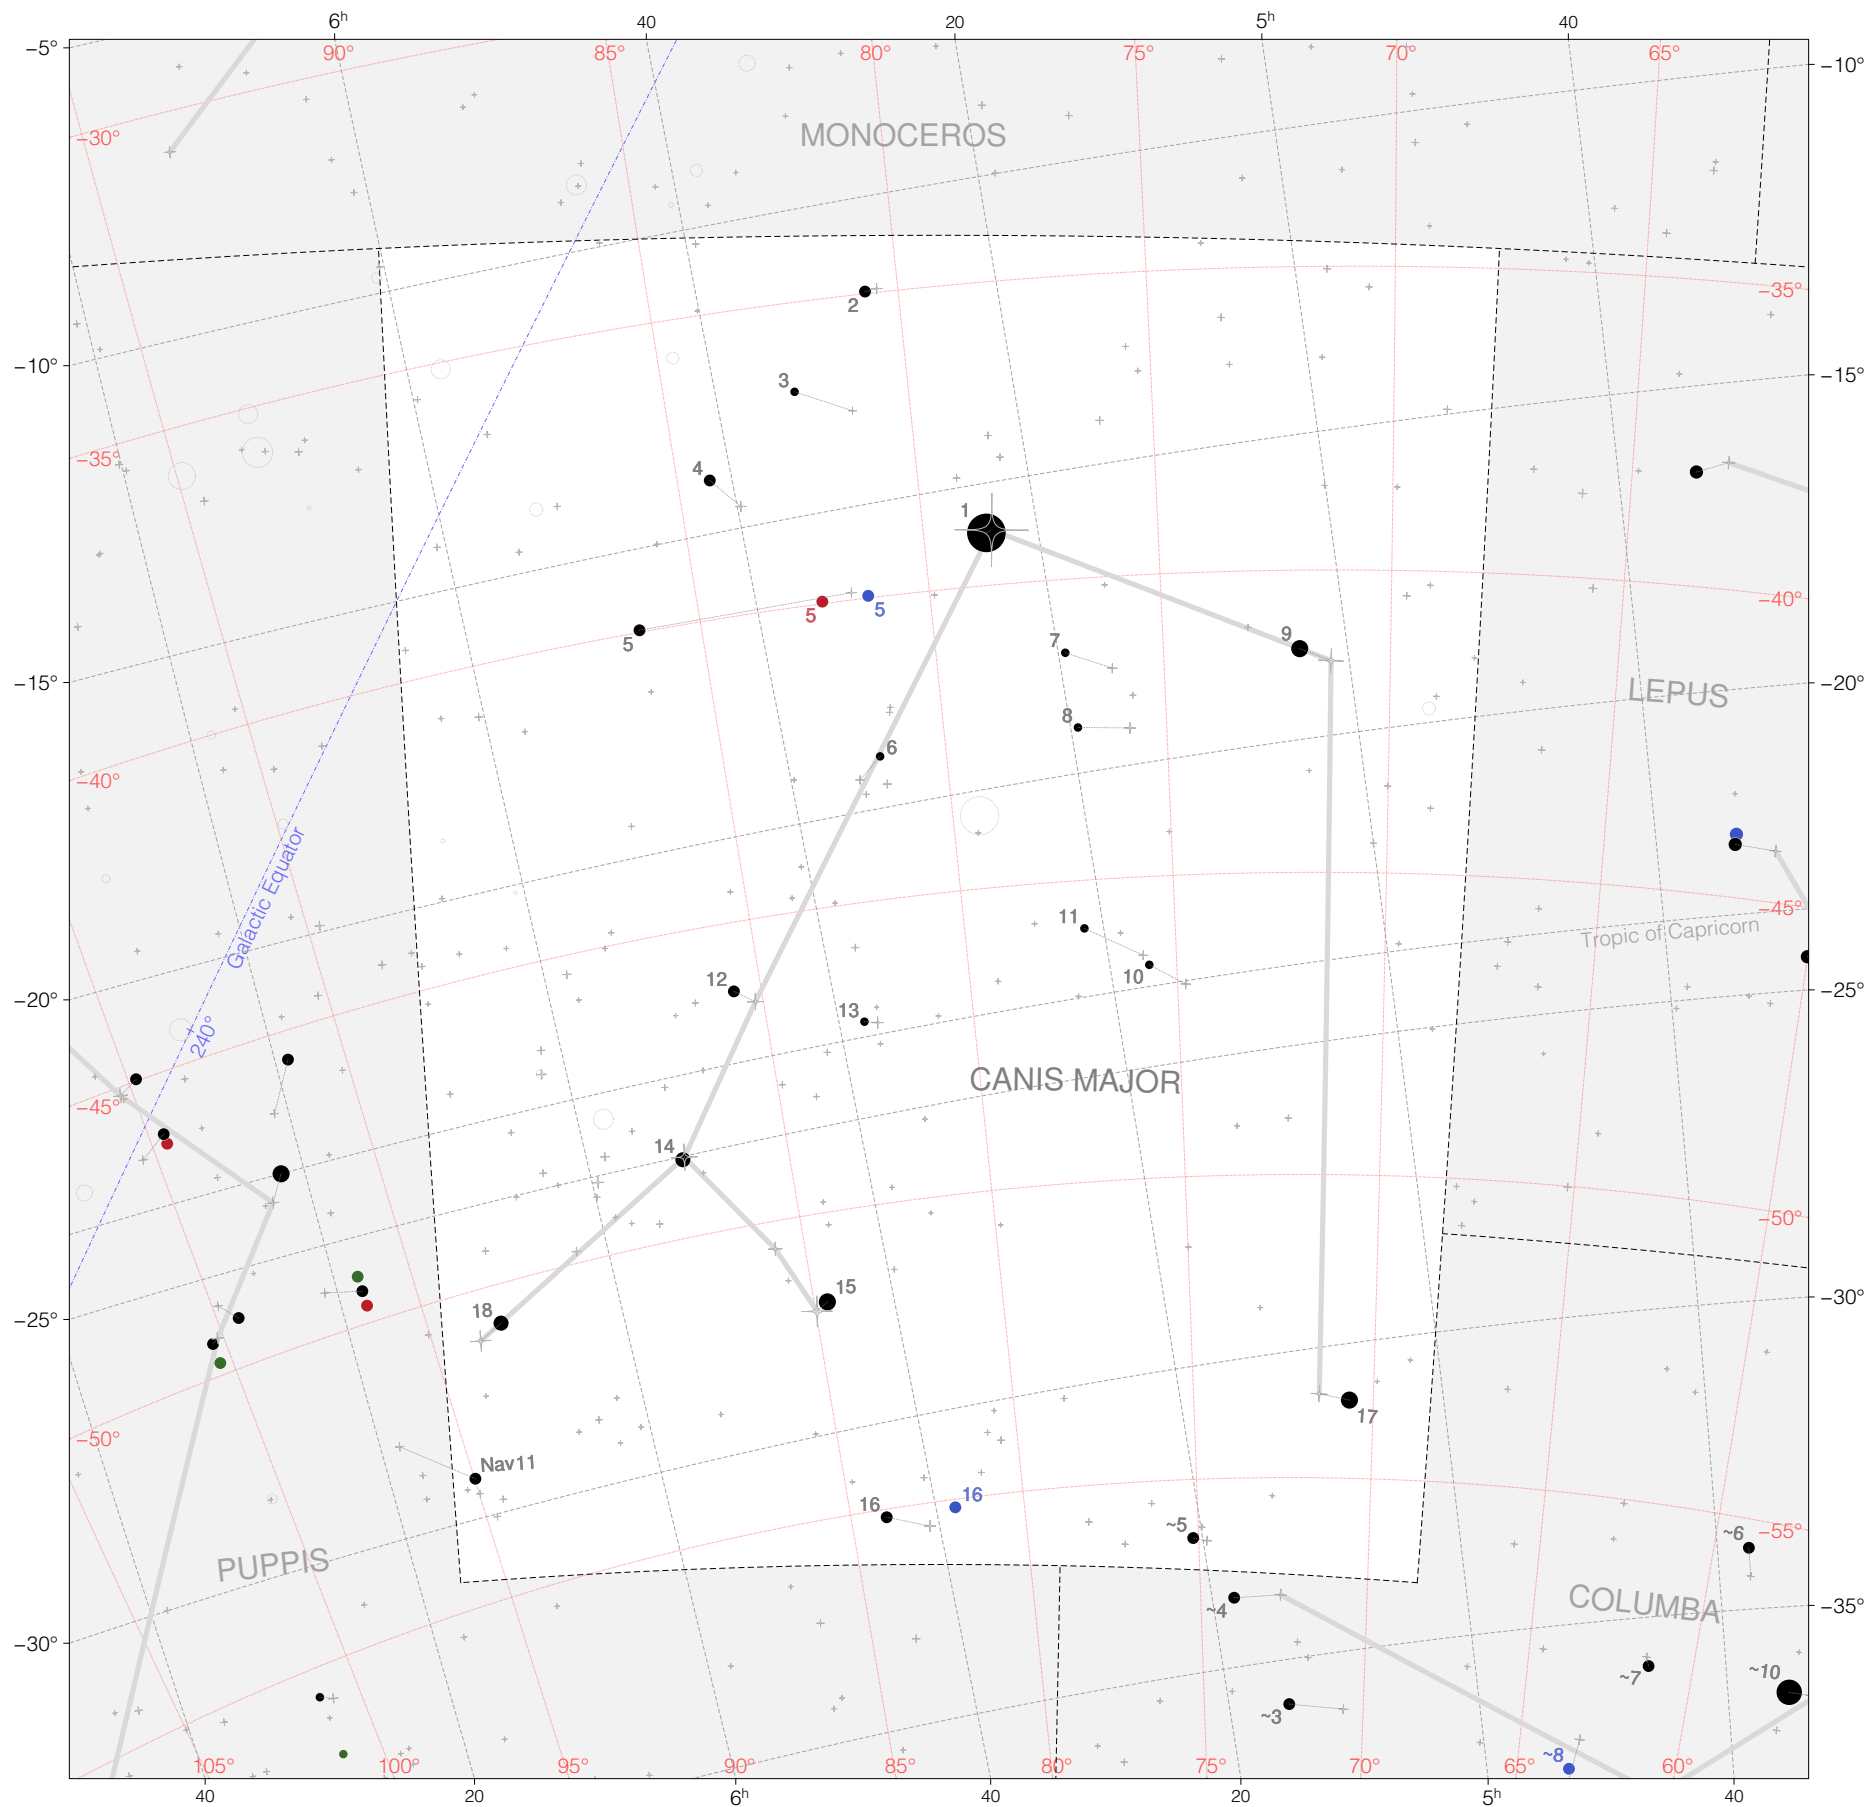 6h 40 20 5h 40
−5° 90° 85° 80° 75° 70° 65° −10°
−30° MONOCEROS
2 −35°
−10° 3 −15°
−35° 4
1
5 5 5 −40°
−15° 7 9 −20°
8 6 LEPUS
−40°
Galactic Equator
11 −45°
Tropic of Capricorn
12 10
−20° 13 −25°
240°
CANIS MAJOR
−45°
14
−50°
15
−25° 18 −30°
17
−50°
Nav11
16 16
~5 −55°
~6
PUPPIS
COLUMBA
~4 −35°
−30°
~7 ~10
~3
~8
105° 100° 95° 90° 85° 80° 75° 70° 65° 60°
40 20 6h 40 20 5h 40